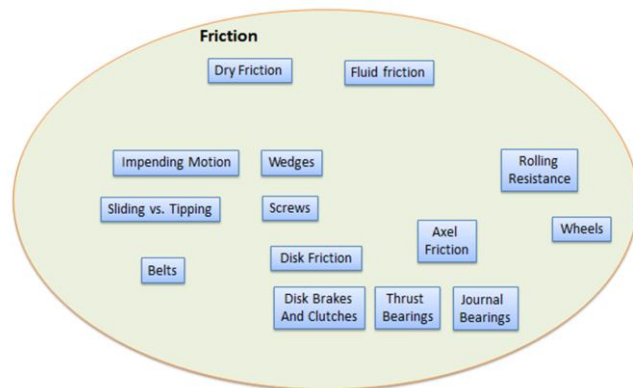 Friction
Dry Friction
Fluid friction
Impending Motion
Wedges
Rolling
Resistance
Sliding vs. Tipping
Screws
Axel
Friction
Wheels
Belts
Disk Friction
Disk Brakes
And Clutches
Thrust
Bearings
Journal
Bearings